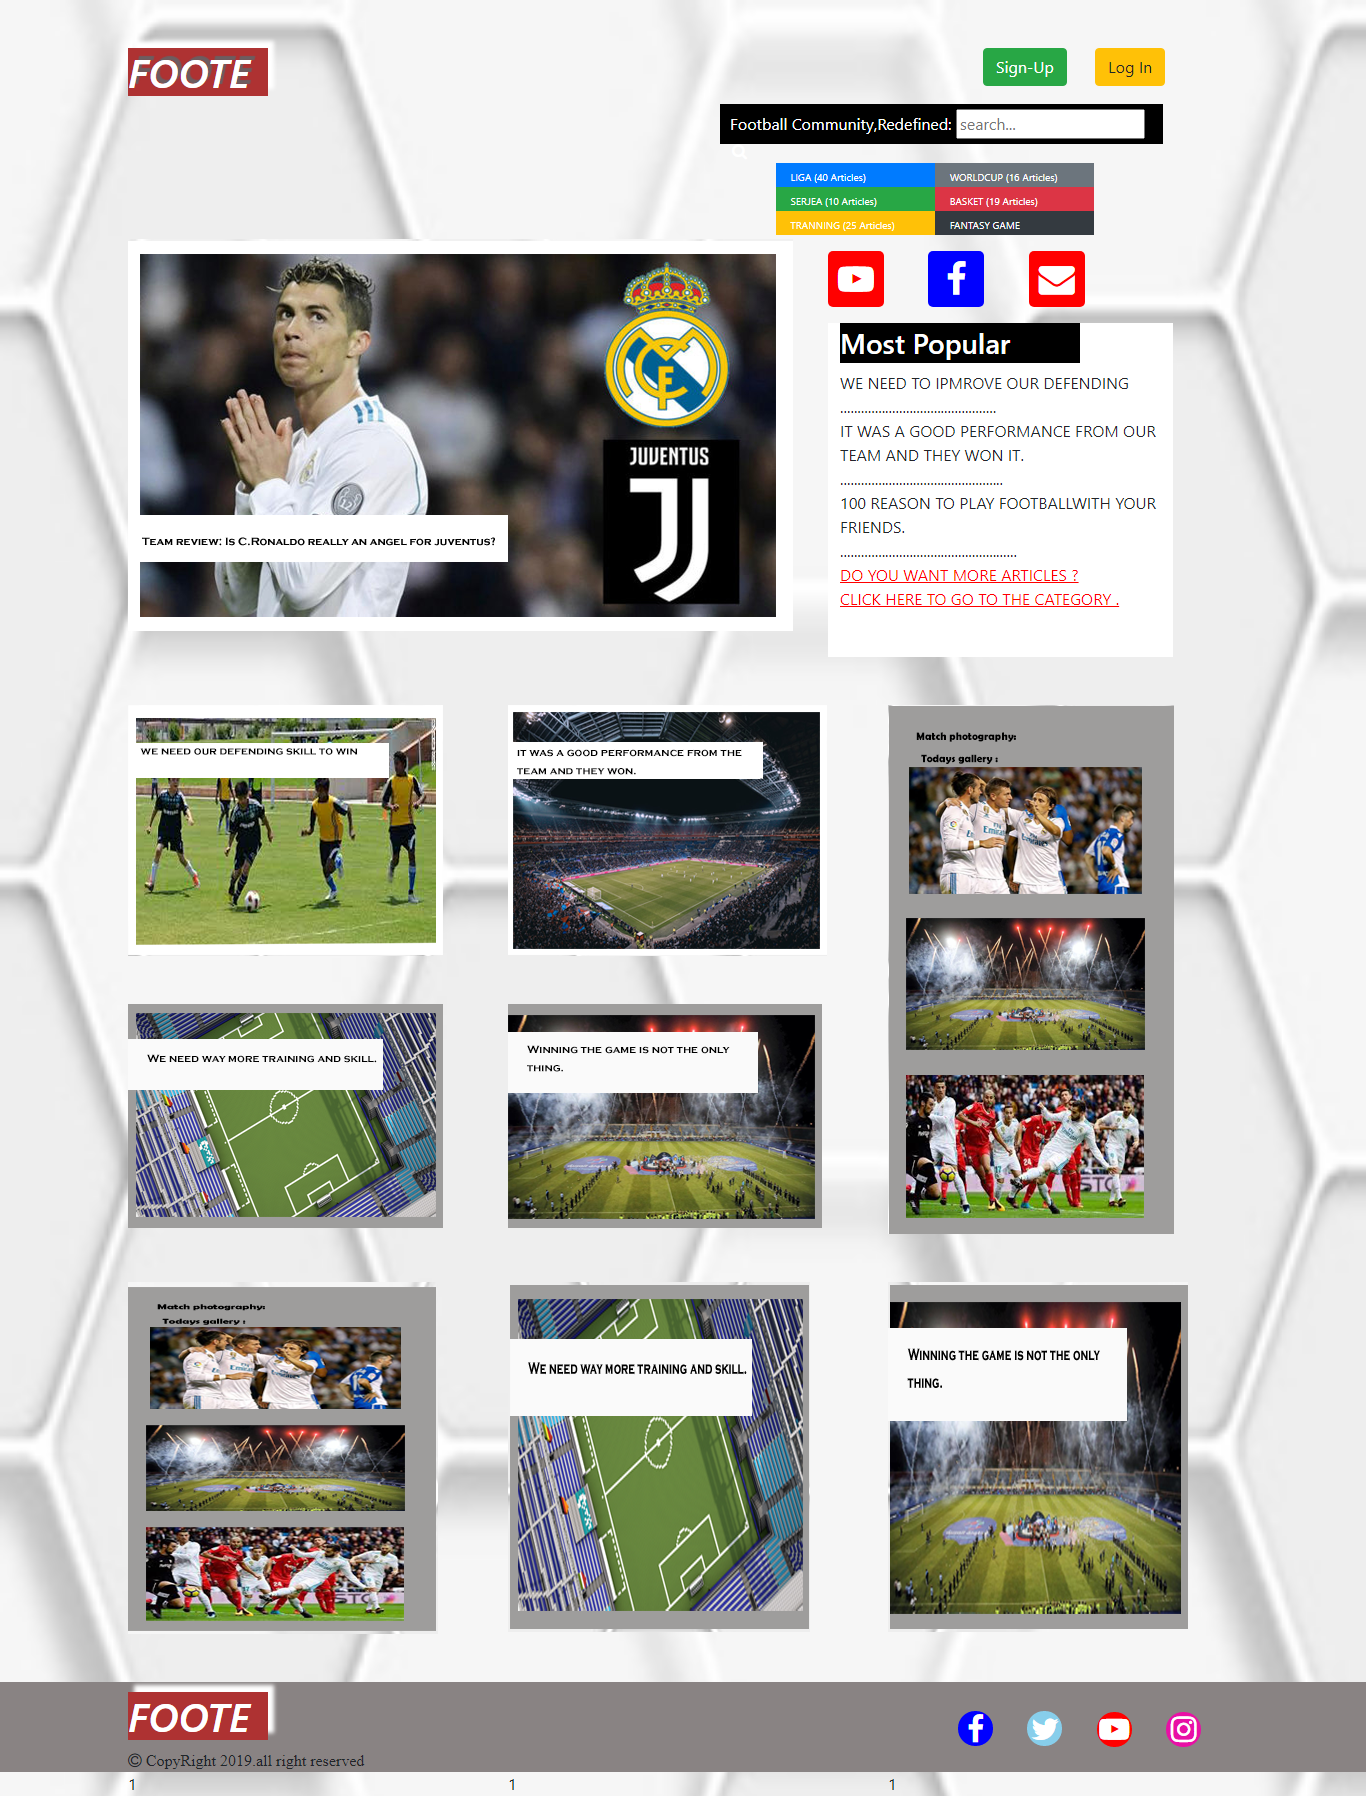 FOOTE
Sign-Up
Log In
Football Community,Redefined:
search...
LIGA (40 Articles)
WORLDCUP (16 Articles)
SERJEA (10 Articles)
BASKET (19 Articles)
TRANNING (25 Articles)
FANTASY GAME
JUVENTUS
Team review: Is C.Ronaldo really an angel for juventus?
Most Popular
WE NEED TO IPMROVE OUR DEFENDING
.............................................
IT WAS A GOOD PERFORMANCE FROM OUR
TEAM AND THEY WON IT.
...............................................
100 REASON TO PLAY FOOTBALLWITH YOUR
FRIENDS.
...................................................
DO YOU WANT MORE ARTICLES ?
CLICK HERE TO GO TO THE CATEGORY .
WE NEED OUR DEFENDING SKILL TO WIN
IT WAS A GOOD PERFORMANCE FROM THE
TEAM AND THEY WON.
Match photography:
Todays gallery :
We need way more training and skill.
Winning the game is not the only
thing.
Match photography:
Todays gallery :
We need way more training and skill.
Winning the game is not the only
thing.
FOOTE
© CopyRight 2019.all right reserved
1
1
1